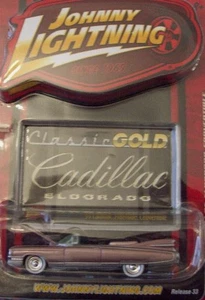 JOHNNY
LIGHTNING
Classic GOLD
Cadillac
ELDORADO
WWW.JOHNNYLIGHTNING.COM
Release 33